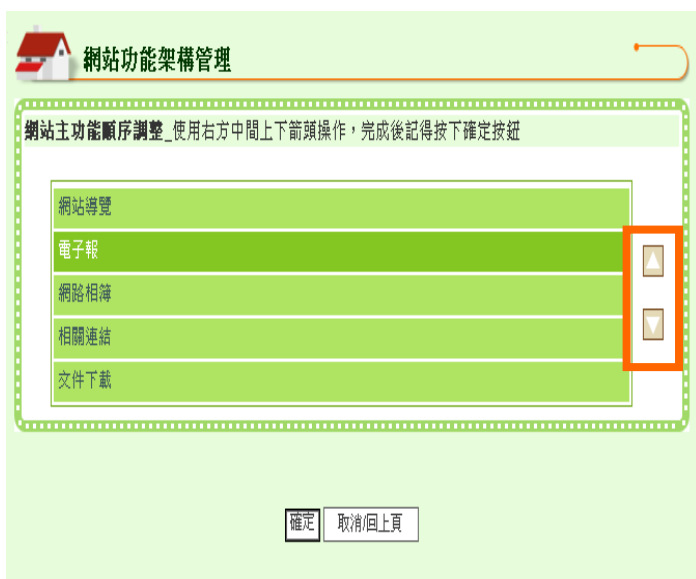 網站功能架構管理
網站主功能順序調整_使用右方中間上下箭頭操作，完成後記得按下確定按鈕
網站導覽
電子報
網路相簿
相關連結
文件下載
確定 取消/回上頁